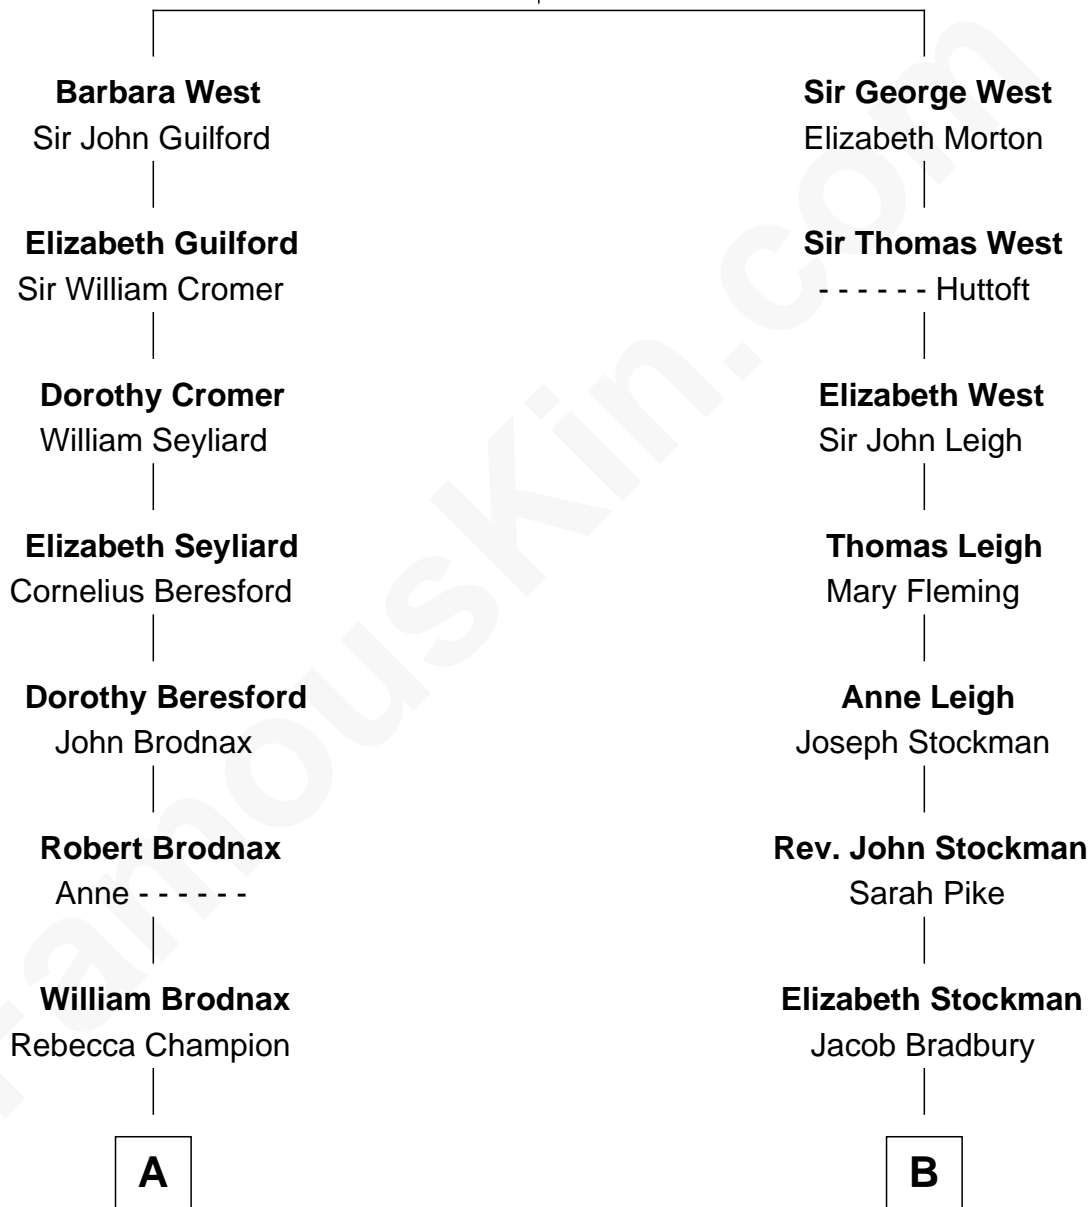 Barbara West
Sir John Guilford
Elizabeth Guilford
Sir William Cromer
Dorothy Cromer
William Seyliard
Elizabeth Seyliard
Cornelius Beresford
Dorothy Beresford
John Brodnax
Robert Brodnax
Anne - - - - - -
William Brodnax
Rebecca Champion
A
Sir George West
Elizabeth Morton
Sir Thomas West
- - - - - - Huttoft
Elizabeth West
Sir John Leigh
Thomas Leigh
Mary Fleming
Anne Leigh
Joseph Stockman
Rev. John Stockman
Sarah Pike
Elizabeth Stockman
Jacob Bradbury
B
FamousKin.com